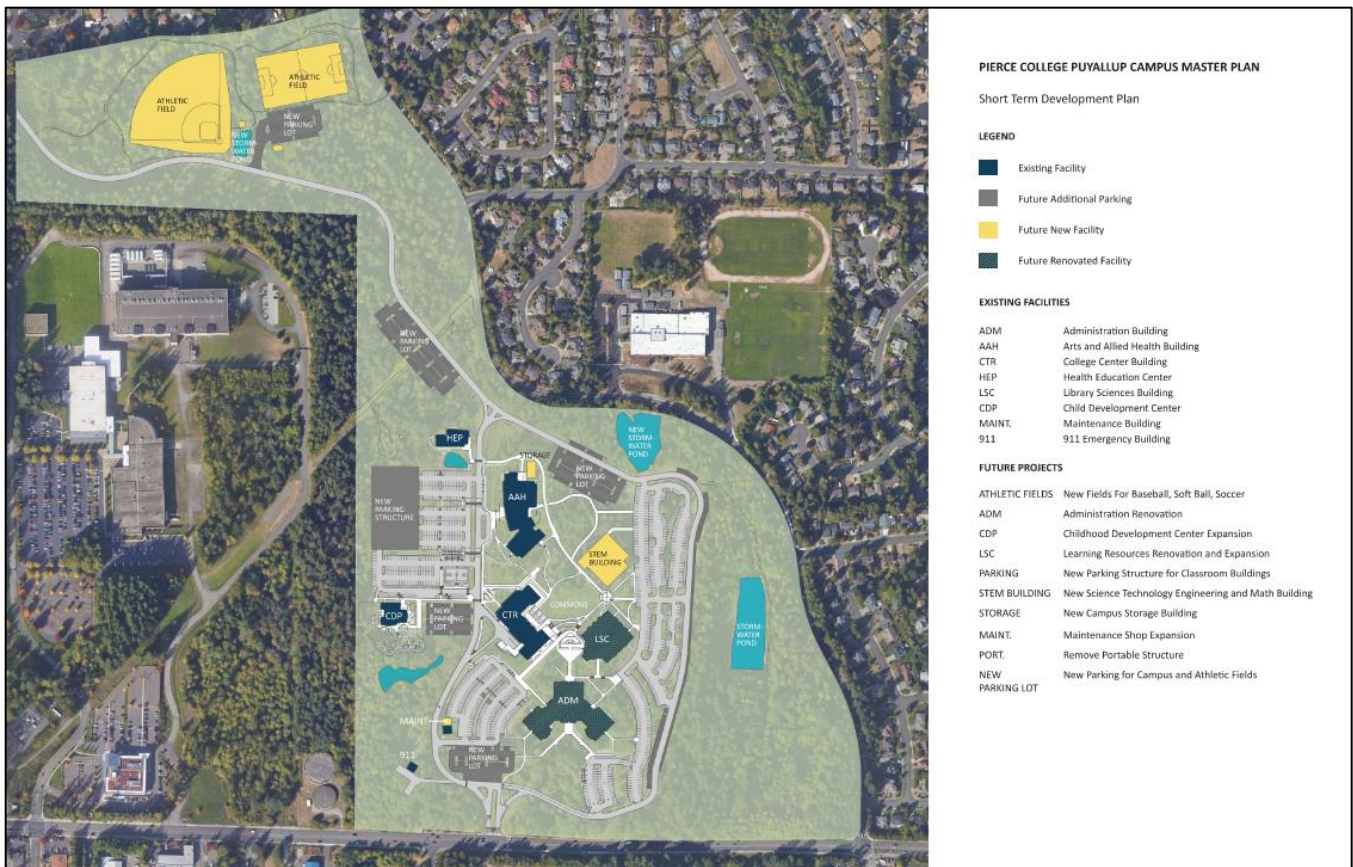 ATHLETIC
FIELD
ATHLETIC
FIELD
NEW
PARKING
LOT
NEW
STORM-
WATER
POND
NEW
PARKING
LOT
HEP
STORAGE
AAH
NEW
PARKING
LOT
NEW
STORM-
WATER
POND
NEW
PARKING
STRUCTURE
STEM
BUILDING
CDP
NEW
PARKING
LOT
CTR
COMMONS
LSC
STORM-
WATER
POND
ADM
MAINT
911
NEW
PARKING
LOT
PIERCE COLLEGE PUYALLUP CAMPUS MASTER PLAN
Short Term Development Plan
LEGEND
Existing Facility
Future Additional Parking
Future New Facility
Future Renovated Facility
EXISTING FACILITIES
ADM Administration Building
AAH Arts and Allied Health Building
CTR College Center Building
HEP Health Education Center
LSC Library Sciences Building
CDP Child Development Center
MAINT. Maintenance Building
911 911 Emergency Building
FUTURE PROJECTS
ATHLETIC FIELDS New Fields For Baseball, Soft Ball, Soccer
ADM Administration Renovation
CDP Childhood Development Center Expansion
LSC Learning Resources Renovation and Expansion
PARKING New Parking Structure for Classroom Buildings
STEM BUILDING New Science Technology Engineering and Math Building
STORAGE New Campus Storage Building
MAINT. Maintenance Shop Expansion
PORT. Remove Portable Structure
NEW New Parking for Campus and Athletic Fields
PARKING LOT